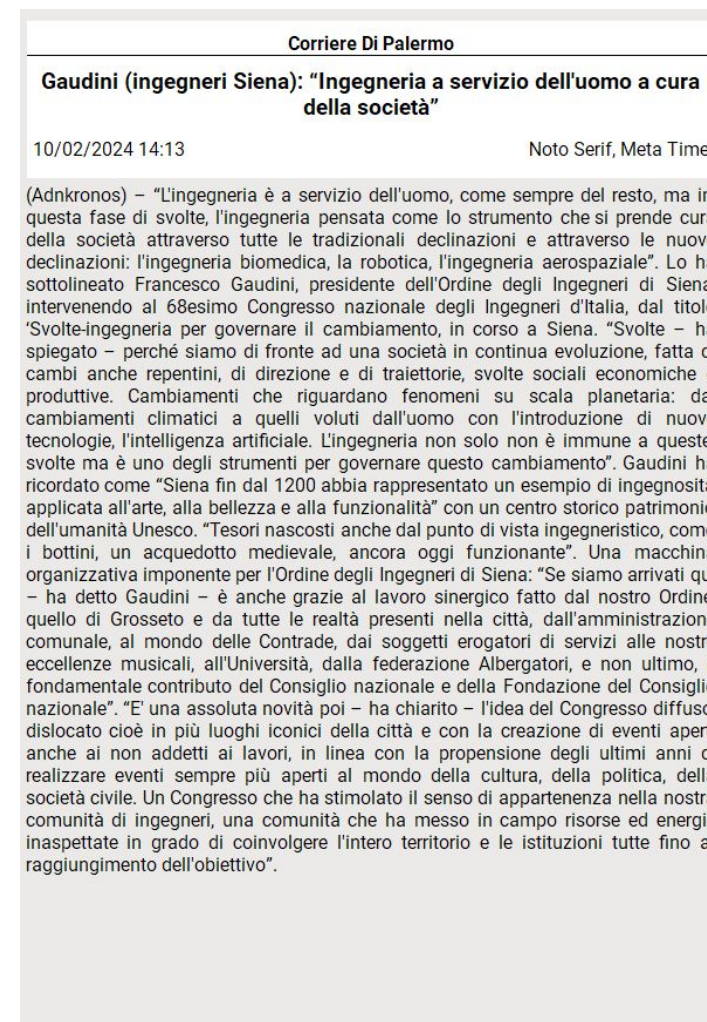 Corriere Di Palermo
Gaudini (ingegneri Siena): “Ingegneria a servizio dell'uomo a cura
della società”
10/02/2024 14:13
Noto Serif, Meta Time
(Adnkronos) – “L'ingegneria è a servizio dell'uomo, come sempre del resto, ma in
questa fase di svolte, l'ingegneria pensata come lo strumento che si prende cura
della società attraverso tutte le tradizionali declinazioni e attraverso le nuov
declinazioni: l'ingegneria biomedica, la robotica, l'ingegneria aerospaziale”. Lo ha
sottolineato Francesco Gaudini, presidente dell'Ordine degli Ingegneri di Siena
intervenendo al 68esimo Congresso nazionale degli Ingegneri d'Italia, dal titol
‘Svolte-ingegneria per governare il cambiamento, in corso a Siena. “Svolte – ha
spiegato – perché siamo di fronte ad una società in continua evoluzione, fatta d
cambi anche repentini, di direzione e di traiettorie, svolte sociali economiche
produttive. Cambiamenti che riguardano fenomeni su scala planetaria: da
cambiamenti climatici a quelli voluti dall'uomo con l'introduzione di nuov
tecnologie, l'intelligenza artificiale. L'ingegneria non solo non è immune a queste
svolte ma è uno degli strumenti per governare questo cambiamento”. Gaudini ha
ricordato come “Siena fin dal 1200 abbia rappresentato un esempio di ingegnosità
applicata all'arte, alla bellezza e alla funzionalità” con un centro storico patrimonio
dell'umanità Unesco. “Tesori nascosti anche dal punto di vista ingegneristico, come
i bottini, un acquedotto medievale, ancora oggi funzionante”. Una macchina
organizzativa imponente per l'Ordine degli Ingegneri di Siena: “Se siamo arrivati qu
– ha detto Gaudini – è anche grazie al lavoro sinergico fatto dal nostro Ordine
quello di Grosseto e da tutte le realtà presenti nella città, dall'amministrazion
comunale, al mondo delle Contrade, dai soggetti erogatori di servizi alle nostr
eccellenze musicali, all'Università, dalla federazione Albergatori, e non ultimo,
fondamentale contributo del Consiglio nazionale e della Fondazione del Consigli
nazionale”. “E' una assoluta novità poi – ha chiarito – l'idea del Congresso diffuso
dislocato cioè in più luoghi iconici della città e con la creazione di eventi apert
anche ai non addetti ai lavori, in linea con la propensione degli ultimi anni d
realizzare eventi sempre più aperti al mondo della cultura, della politica, dell
società civile. Un Congresso che ha stimolato il senso di appartenenza nella nostra
comunità di ingegneri, una comunità che ha messo in campo risorse ed energi
inaspettate in grado di coinvolgere l'intero territorio e le istituzioni tutte fino a
raggiungimento dell'obiettivo”.